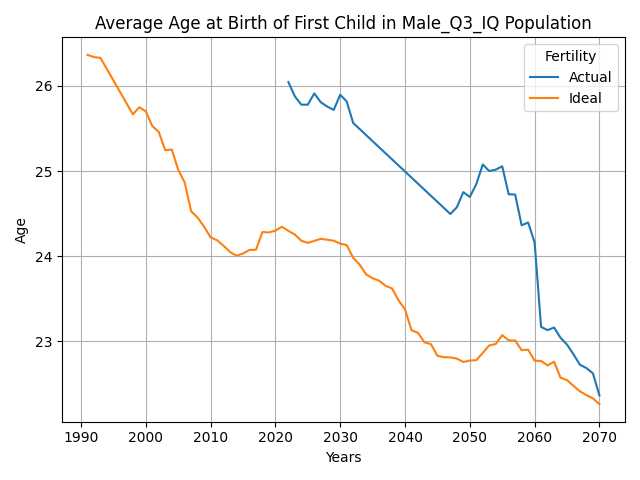 Average Age at Birth of First Child in Male_Q3_IQ Population
Fertility
Actual
Ideal
Age
26
25
24
23
1990 2000 2010 2020 2030 2040 2050 2060 2070
Years